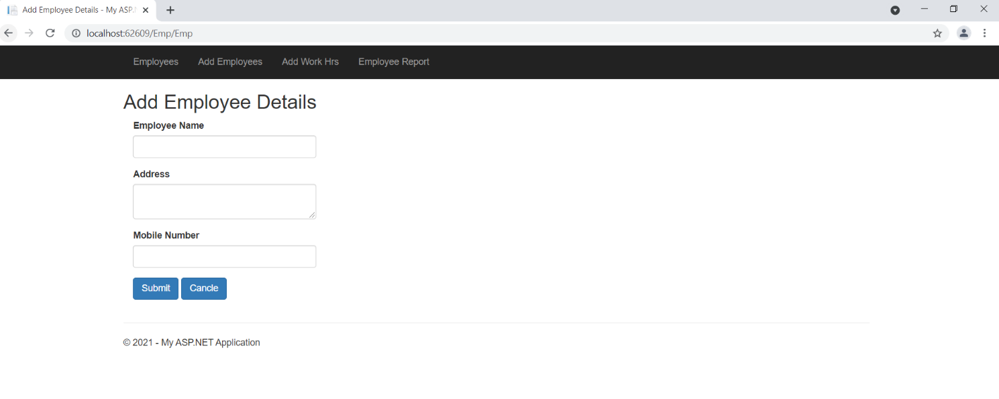 Add Employee Details - My ASP.
localhost:62609/Emp/Emp
Employees Add Employees Add Work Hrs Employee Report
Add Employee Details
Employee Name
Address
Mobile Number
Submit Cancle
© 2021 - My ASP.NET Application